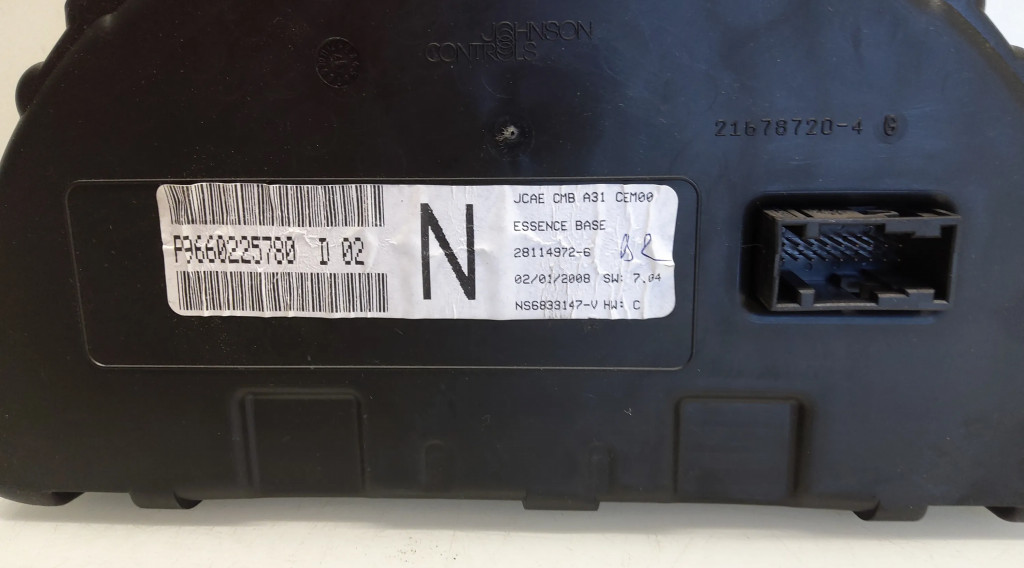 JOHNSON
CONTROLS
21678720-4 G
P9660225780 D 02
N
JCAE CMB A31 CEM00
ESSENCE BASE
28114972-6
02/01/2008 SW: 7.04
NS6833147-V HW: C